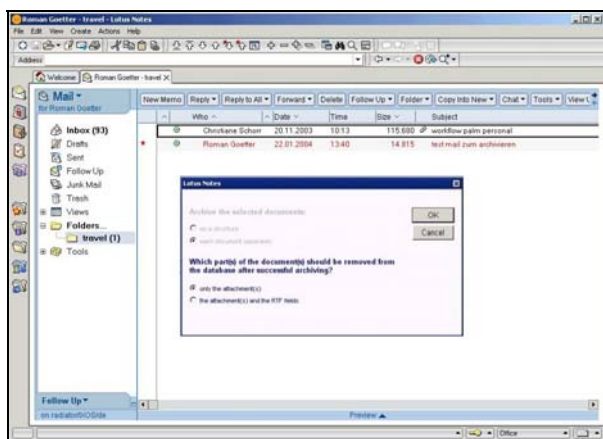 Roman Goetter - travel - Lotus Notes
File Edit View Create Actions Help
Address
Welcome Roman Goetter - travel
Mail
for Roman Goetter
New Memo Reply Reply to All Forward Delete Follow Up Folder Copy Into New Chat Tools View
Who Date Time Size Subject
Inbox (93)
Christiane Schorr 20.11.2003 10:13 115.680 workflow palm personal
Drafts
Roman Goetter 22.01.2004 13:40 14.815 test mail zum archivieren
Sent
Follow Up
Junk Mail
Trash
Views
Folders...
travel (1)
Tools
Lotus Notes
Archive the selected documents:
as a structure
each document separately
OK
Cancel
Which part(s) of the document(s) should be removed from
the database after successful archiving?
only the attachment(s)
the attachment(s) and the RTF fields
Follow Up
Preview
Office